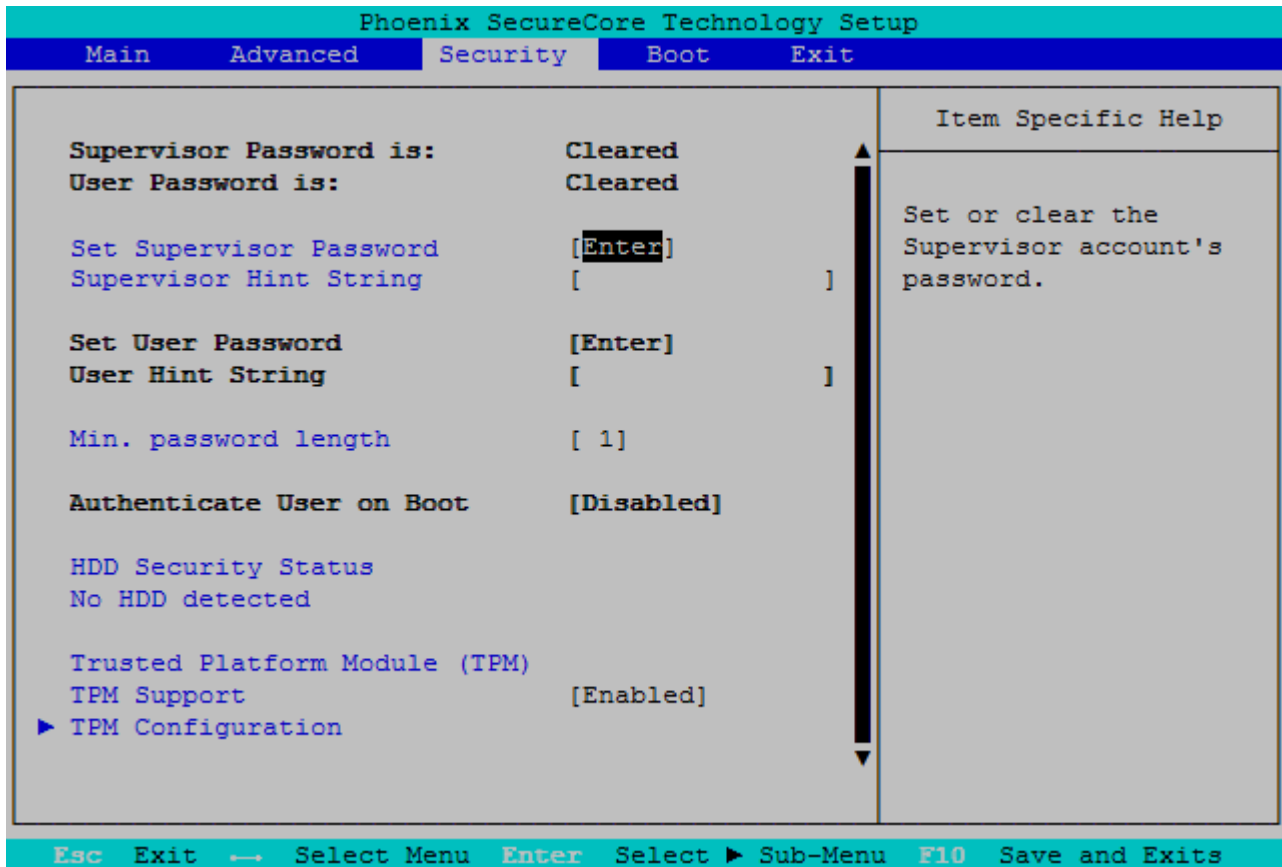 Phoenix SecureCore Technology Setup
Main Advanced Security Boot Exit
Item Specific Help
Supervisor Password is: Cleared
User Password is: Cleared
Set Supervisor Password [Enter]
Supervisor Hint String [ ]
Set User Password [Enter]
User Hint String [ ]
Min. password length [ 1]
Authenticate User on Boot [Disabled]
HDD Security Status
No HDD detected
Trusted Platform Module (TPM)
TPM Support [Enabled]
► TPM Configuration
Set or clear the
Supervisor account's
password.
Esc Exit ↔ Select Menu Enter Select ► Sub-Menu F10 Save and Exits